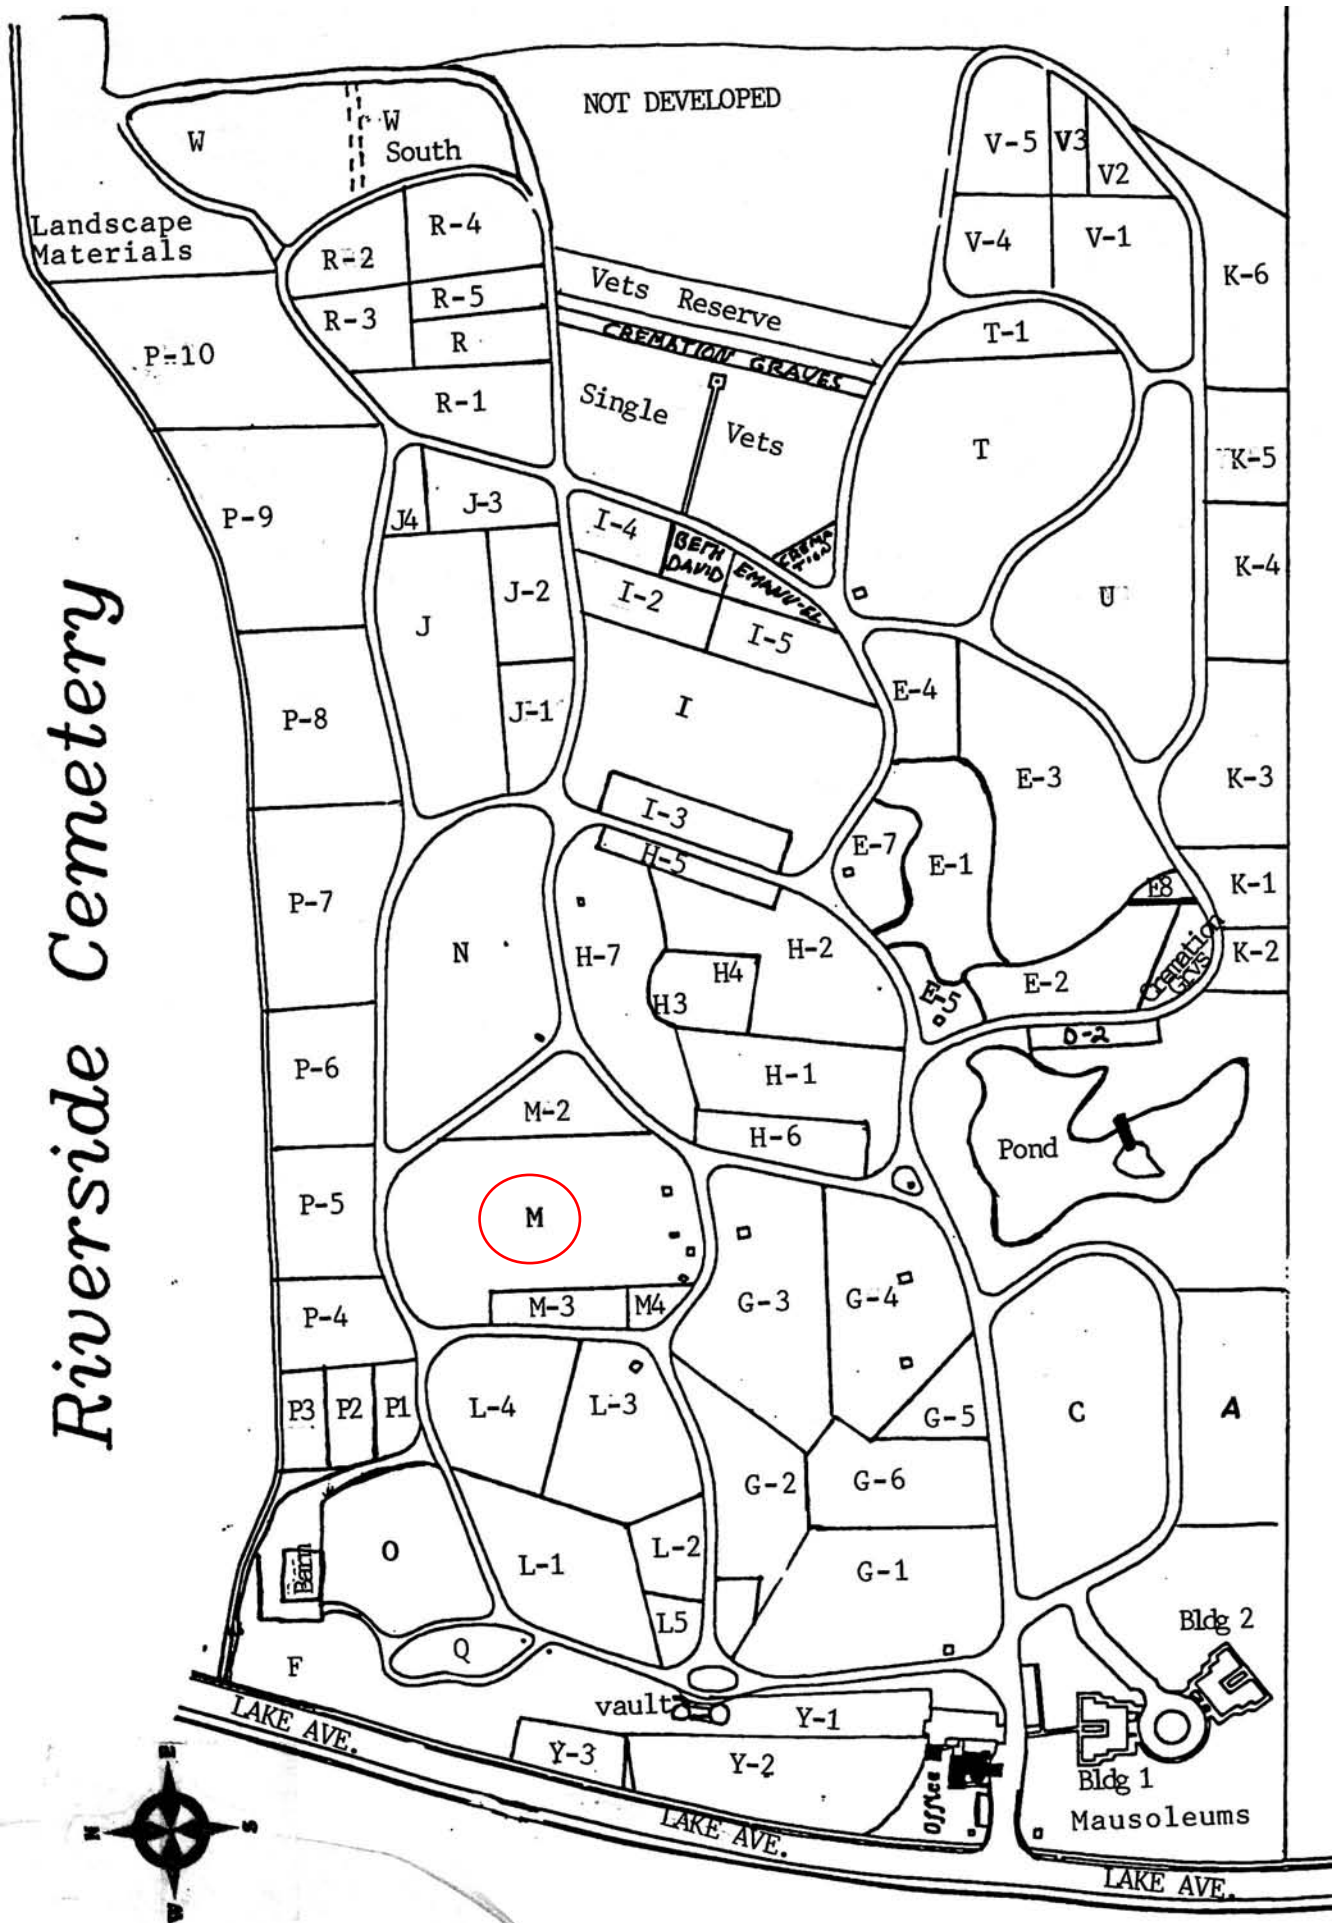 Riverside Cemetery
NOT DEVELOPED
W
W
South
V-5
V3
V2
Landscape
Materials
R-2
R-4
V-4
V-1
K-6
R-3
R-5
R
Vets Reserve
CREMATION GRAVES
T-1
P-10
R-1
Single
Vets
T
K-5
P-9
J4
J-3
I-4
BETH
DAVID
EMANU-EL
CREMA
TION
K-4
J
J-2
I-2
I-5
U
P-8
J-1
I
E-4
E-3
K-3
I-3
H-5
E-7
E-1
E8
K-1
P-7
N
H-7
H4
H3
H-2
E-5
E-2
Cremation
Grvs
K-2
D-2
P-6
H-1
M-2
H-6
Pond
P-5
M
P-4
M-3
M4
G-3
G-4
P3
P2
P1
L-4
L-3
G-5
C
A
G-2
G-6
Barn
O
L-1
L-2
G-1
L5
Q
F
Bldg 2
vault
Y-1
Y-3
Y-2
Office
Bldg 1
Mausoleums
LAKE AVE.
LAKE AVE.
LAKE AVE.
E
N
S
W